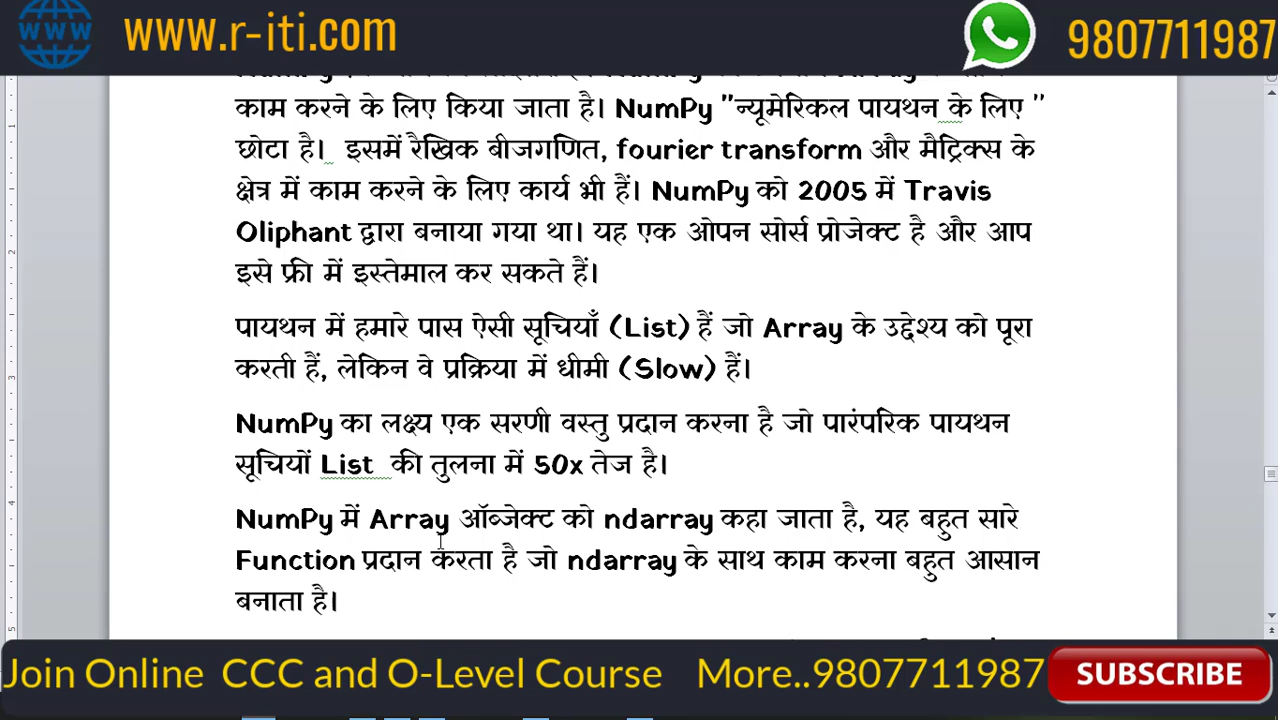 www.r-iti.com
9807711987
काम करने के लिए किया जाता है। NumPy "न्यूमेरिकल पायथन के लिए "
छोटा है। इसमें रैखिक बीजगणित, fourier transform और मैट्रिक्स के
क्षेत्र में काम करने के लिए कार्य भी हैं। NumPy को 2005 में Travis
Oliphant द्वारा बनाया गया था। यह एक ओपन सोर्स प्रोजेक्ट है और आप
इसे फ्री में इस्तेमाल कर सकते हैं।
पायथन में हमारे पास ऐसी सूचियाँ (List) हैं जो Array के उद्देश्य को पूरा
करती हैं, लेकिन वे प्रक्रिया में धीमी (Slow) हैं।
NumPy का लक्ष्य एक सरणी वस्तु प्रदान करना है जो पारंपरिक पायथन
सूचियों List की तुलना में 50x तेज है।
NumPy में Array ऑब्जेक्ट को ndarray कहा जाता है, यह बहुत सारे
Function प्रदान करता है जो ndarray के साथ काम करना बहुत आसान
बनाता है।
Join Online CCC and O-Level Course More..9807711987
SUBSCRIBE